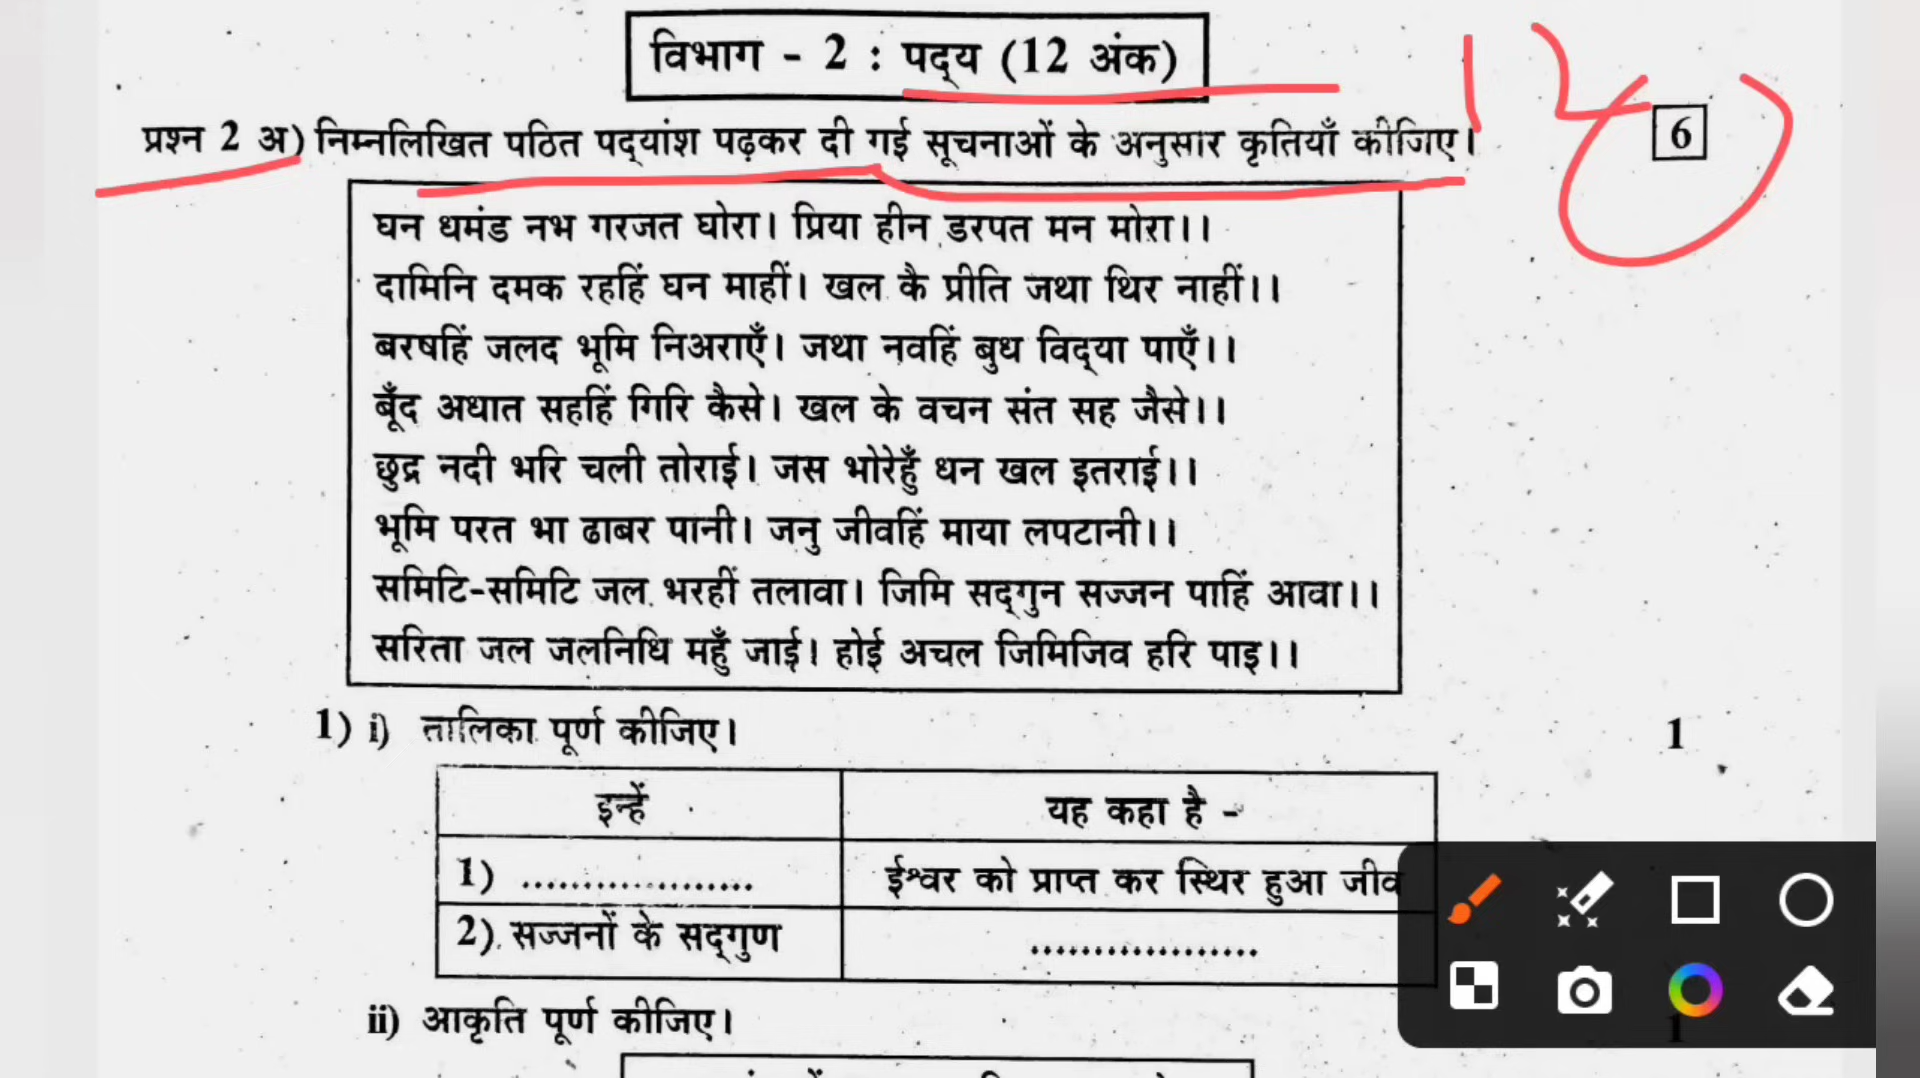 विभाग - 2 : पद्‌य (12 अंक)
प्रश्न 2 अ) निम्नलिखित पठित पद्‌यांश पढ़कर दी गई सूचनाओं के अनुसार कृतियाँ कीजिए। 6
घन धमंड नभ गरजत घोरा। प्रिया हीन डरपत मन मोरा।।
दामिनि दमक रहहिं घन माहीं। खल कै प्रीति जथा थिर नाहीं।।
बरषहिं जलद भूमि निअराएँ। जथा नवहिं बुध विद्‌या पाएँ।।
बूँद अधात सहहिं गिरि कैसे। खल के वचन संत सह जैसे।।
छुद्र नदी भरि चली तोराई। जस भोरेहुँ धन खल इतराई।।
भूमि परत भा ढाबर पानी। जनु जीवहिं माया लपटानी।।
समिटि-समिटि जल भरहीं तलावा। जिमि सद्‌गुन सज्जन पाहिं आवा।।
सरिता जल जलनिधि महुँ जाई। होई अचल जिमिजिव हरि पाइ।।
1) i) तालिका पूर्ण कीजिए। 1
इन्हें यह कहा है -
1) ................... ईश्वर को प्राप्त कर स्थिर हुआ जीव
2) सज्जनों के सद्‌गुण ..................
ii) आकृति पूर्ण कीजिए। 1